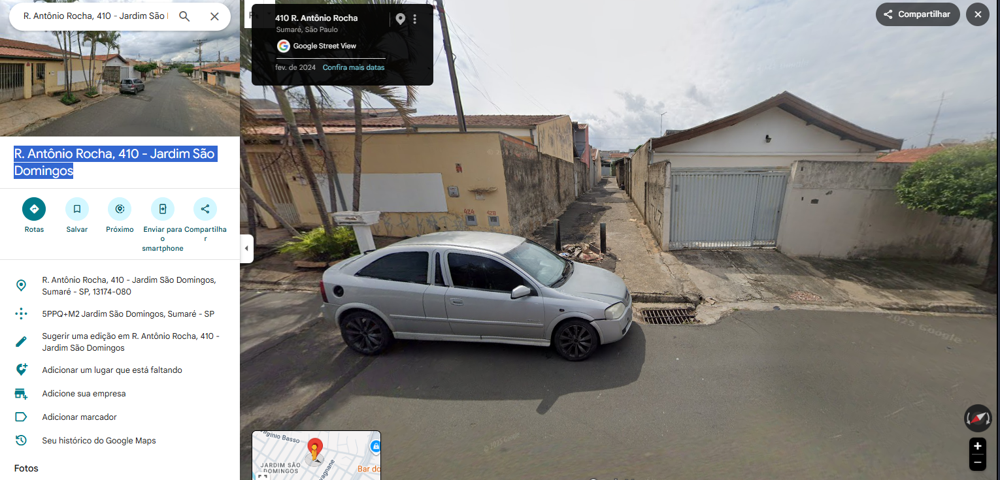 R. Antônio Rocha, 410 - Jardim São
R. Antônio Rocha, 410 - Jardim São
Domingos
Rotas
Salvar
Próximo
Enviar para
o
smartphone
Compartilha
r
R. Antônio Rocha, 410 - Jardim São Domingos,
Sumaré - SP, 13174-080
5PPQ+M2 Jardim São Domingos, Sumaré - SP
Sugerir uma edição em R. Antônio Rocha, 410 -
Jardim São Domingos
Adicionar um lugar que está faltando
Adicione sua empresa
Adicionar marcador
Seu histórico do Google Maps
Fotos
410 R. Antônio Rocha
Sumaré, São Paulo
Google Street View
fev. de 2024 Confira mais datas
Compartilhar
424 428
2025 Google
© 2025 Google
Virgínio Basso
JARDIM SÃO
DOMINGOS
Bar do